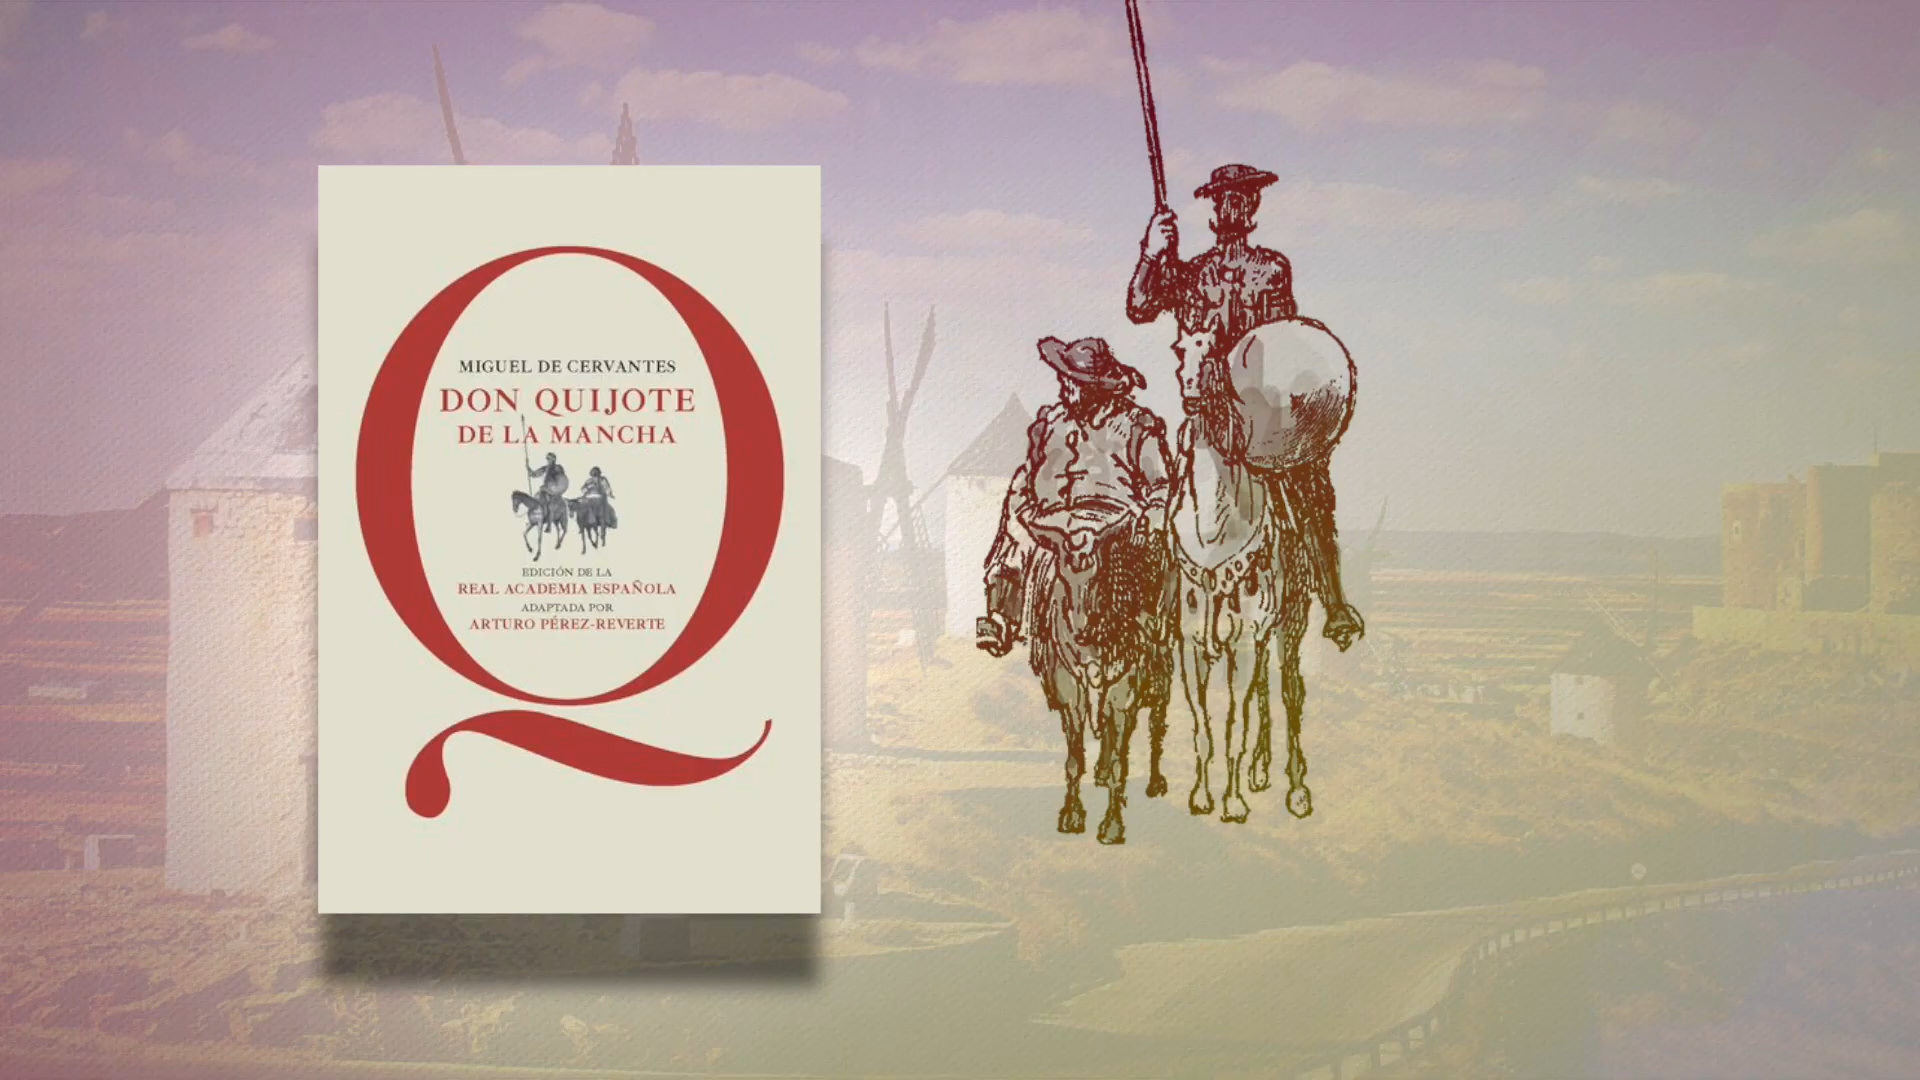 MIGUEL DE CERVANTES
DON QUIJOTE
DE LA MANCHA
EDICIÓN DE LA
REAL ACADEMIA ESPAÑOLA
ADAPTADA POR
ARTURO PÉREZ-REVERTE